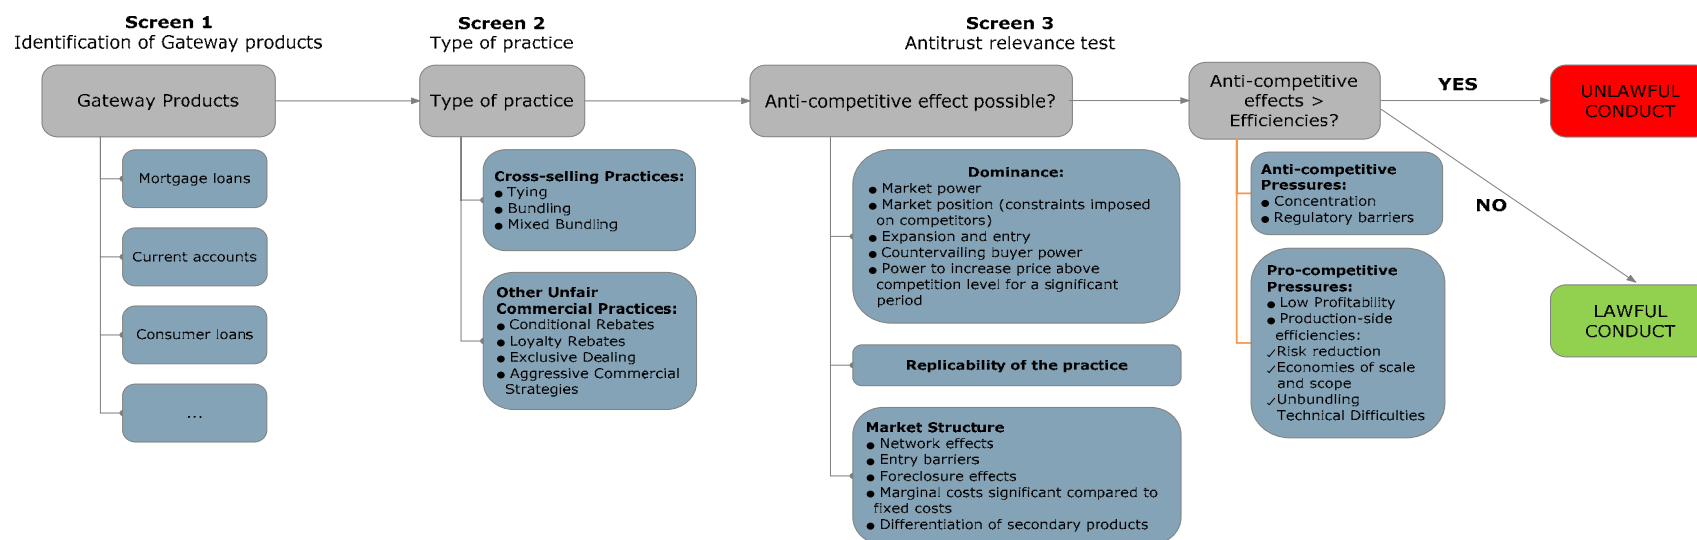 Screen 1
Identification of Gateway products
Screen 2
Type of practice
Screen 3
Antitrust relevance test
Gateway Products
Type of practice
Anti-competitive effect possible?
Anti-competitive
effects >
Efficiencies?
YES
NO
UNLAWFUL
CONDUCT
LAWFUL
CONDUCT
Mortgage loans
Current accounts
Consumer loans
...
Cross-selling Practices:
● Tying
● Bundling
● Mixed Bundling
Other Unfair
Commercial Practices:
● Conditional Rebates
● Loyalty Rebates
● Exclusive Dealing
● Aggressive Commercial
Strategies
Dominance:
● Market power
● Market position (constraints imposed
on competitors)
● Expansion and entry
● Countervailing buyer power
● Power to increase price above
competition level for a significant
period
Replicability of the practice
Market Structure
● Network effects
● Entry barriers
● Foreclosure effects
● Marginal costs significant compared to
fixed costs
● Differentiation of secondary products
Anti-competitive
Pressures:
● Concentration
● Regulatory barriers
Pro-competitive
Pressures:
● Low Profitability
● Production-side
efficiencies:
✓Risk reduction
✓Economies of scale
and scope
✓Unbundling
Technical Difficulties